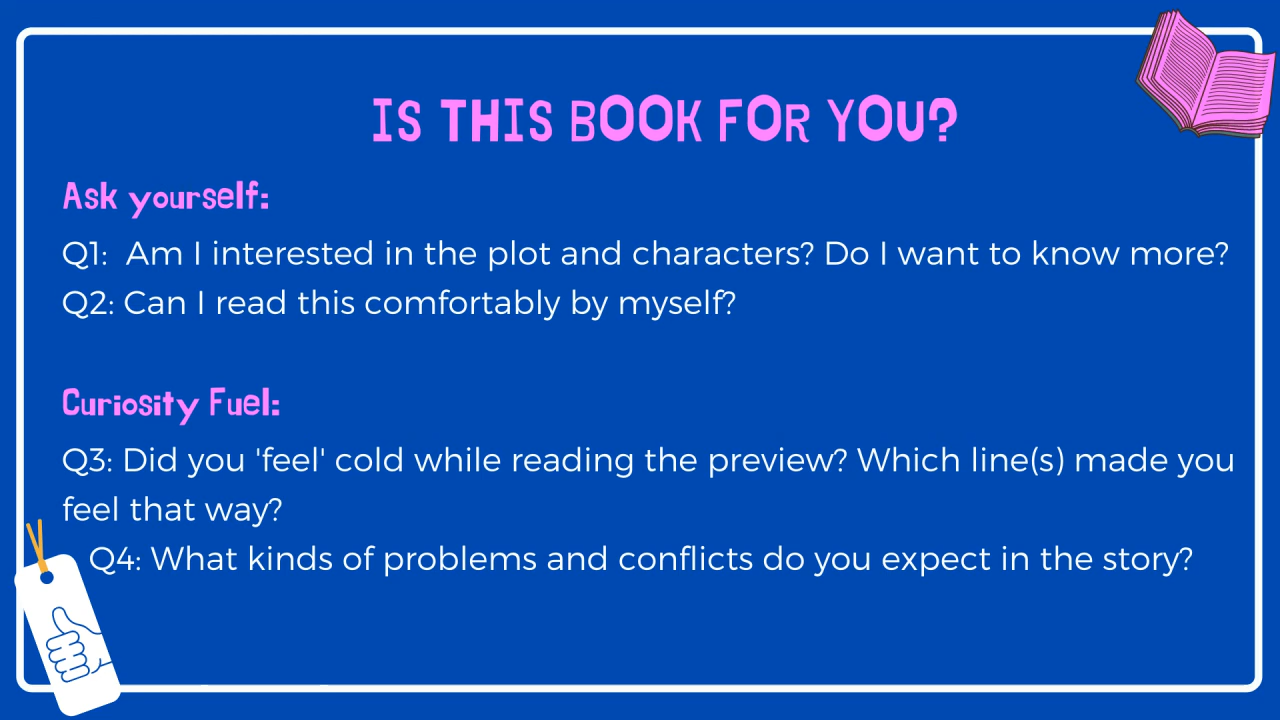 IS THIS BOOK FOR YOU?
Ask yourself:
Q1:  Am I interested in the plot and characters? Do I want to know more?
Q2: Can I read this comfortably by myself?
Curiosity Fuel:
Q3: Did you 'feel' cold while reading the preview? Which line(s) made you
feel that way?
Q4: What kinds of problems and conflicts do you expect in the story?